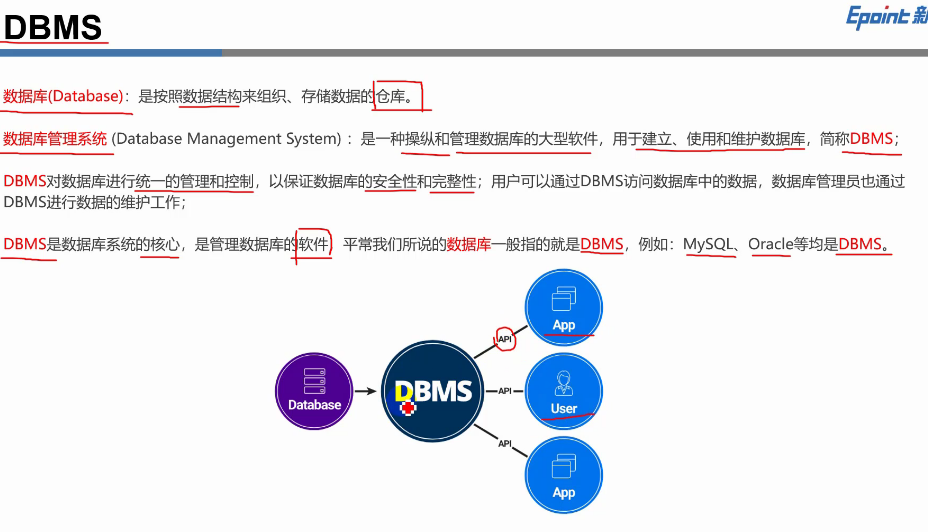 DBMS
Epoint 新
数据库(Database)：是按照数据结构来组织、存储数据的仓库。
数据库管理系统 (Database Management System) ：是一种操纵和管理数据库的大型软件，用于建立、使用和维护数据库，简称DBMS；
DBMS对数据库进行统一的管理和控制，以保证数据库的安全性和完整性；用户可以通过DBMS访问数据库中的数据，数据库管理员也通过
DBMS进行数据的维护工作；
DBMS是数据库系统的核心，是管理数据库的软件，平常我们所说的数据库一般指的就是DBMS，例如：MySQL、Oracle等均是DBMS。
App
API
Database
DBMS
API
User
API
App